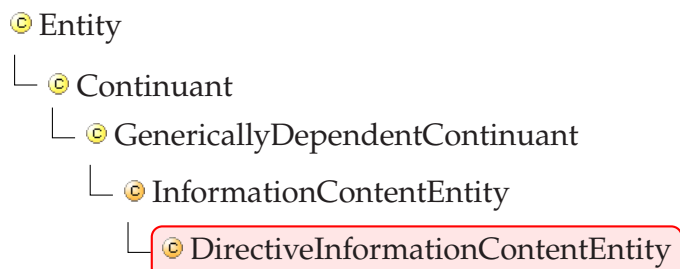 © Entity
© Continuant
© GenericallyDependentContinuant
© InformationContentEntity
© DirectiveInformationContentEntity